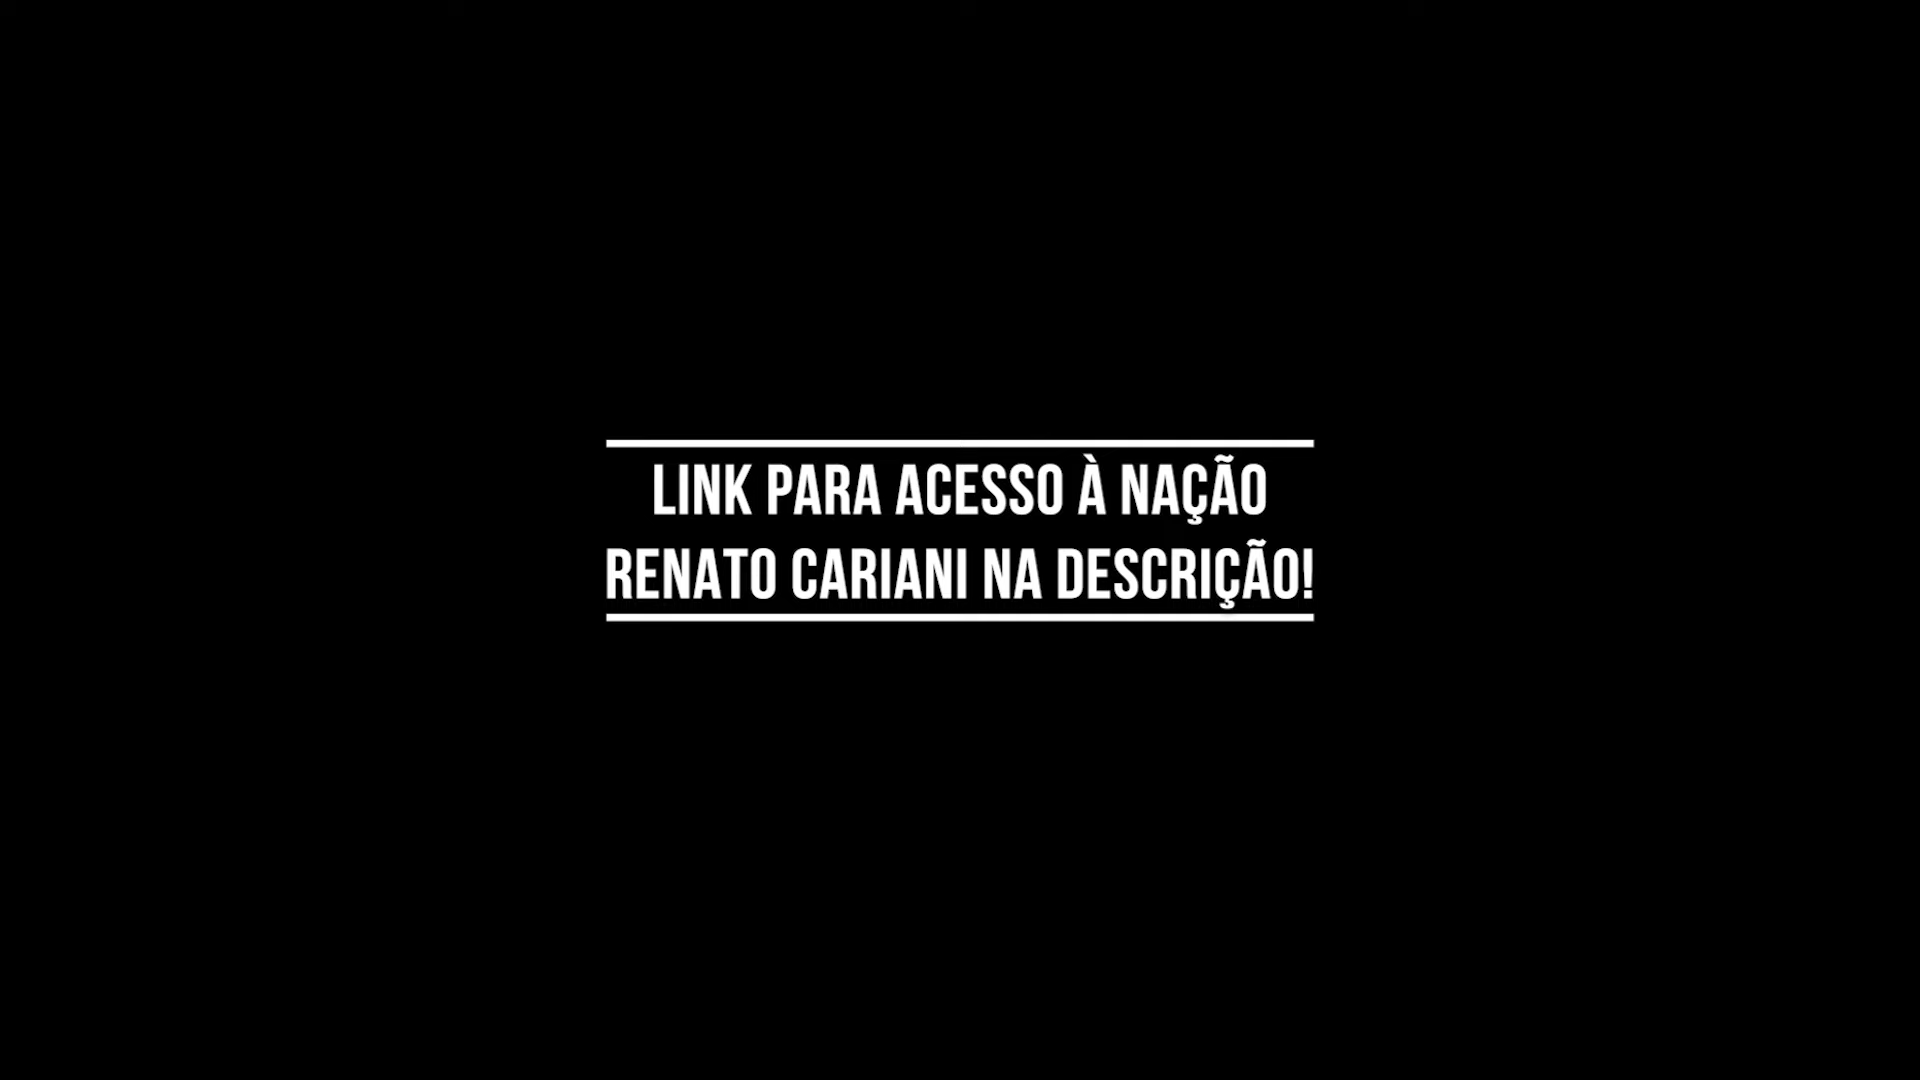 LINK PARA ACESSO À NAÇÃO
RENATO CARIANI NA DESCRIÇÃO!